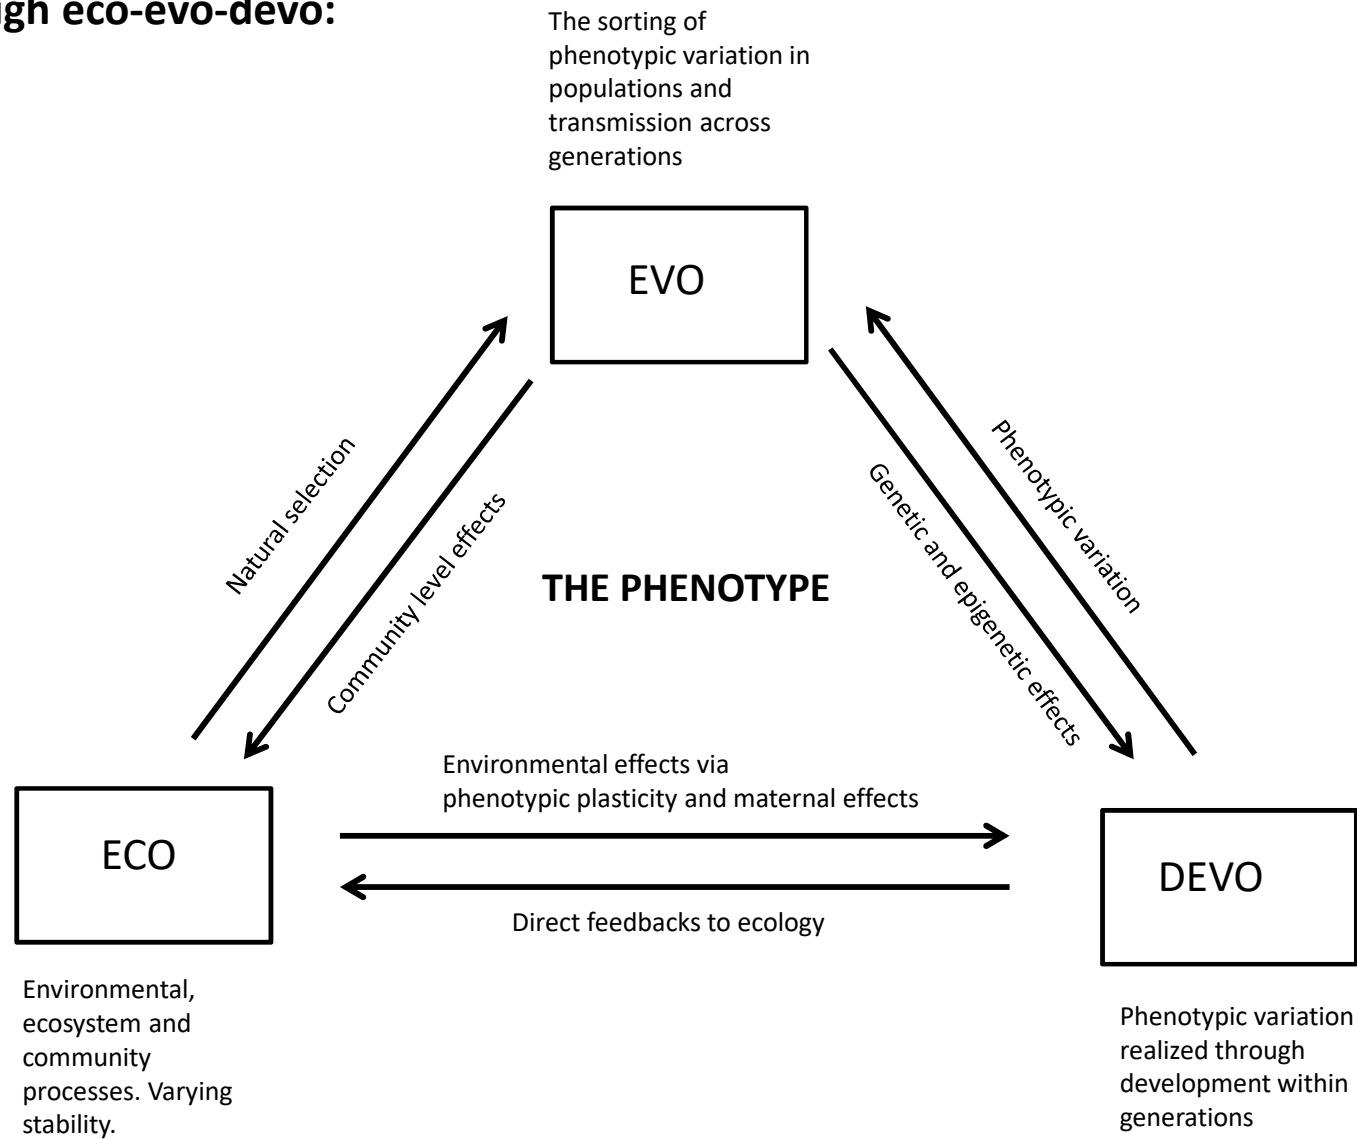 gh eco-evo-devo:
The sorting of
phenotypic variation in
populations and
transmission across
generations
EVO
Natural selection
Community level effects
Phenotypic variation
Genetic and epigenetic effects
THE PHENOTYPE
Environmental effects via
phenotypic plasticity and maternal effects
ECO
DEVO
Direct feedbacks to ecology
Environmental,
ecosystem and
community
processes. Varying
stability.
Phenotypic variation
realized through
development within
generations